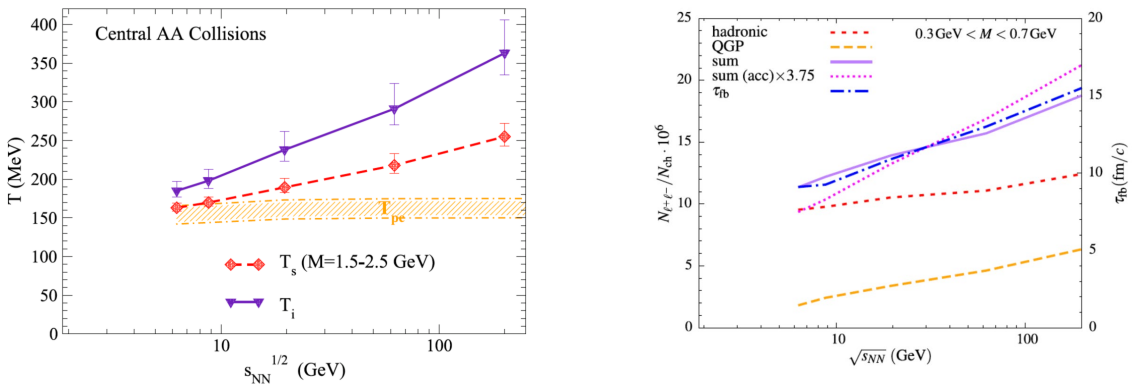 Central AA Collisions
T (MeV)
400
350
300
250
200
150
100
50
0
T_pe
T_s (M=1.5-2.5 GeV)
T_i
10
100
s_NN^1/2 (GeV)
hadronic
QGP
sum
sum (acc)×3.75
τ_fb
0.3 GeV < M < 0.7 GeV
N_ℓ+ℓ- /N_ch · 10^6
25
20
15
10
5
0
20
15
10
5
0
τ_fb (fm/c)
10
100
√s_NN (GeV)